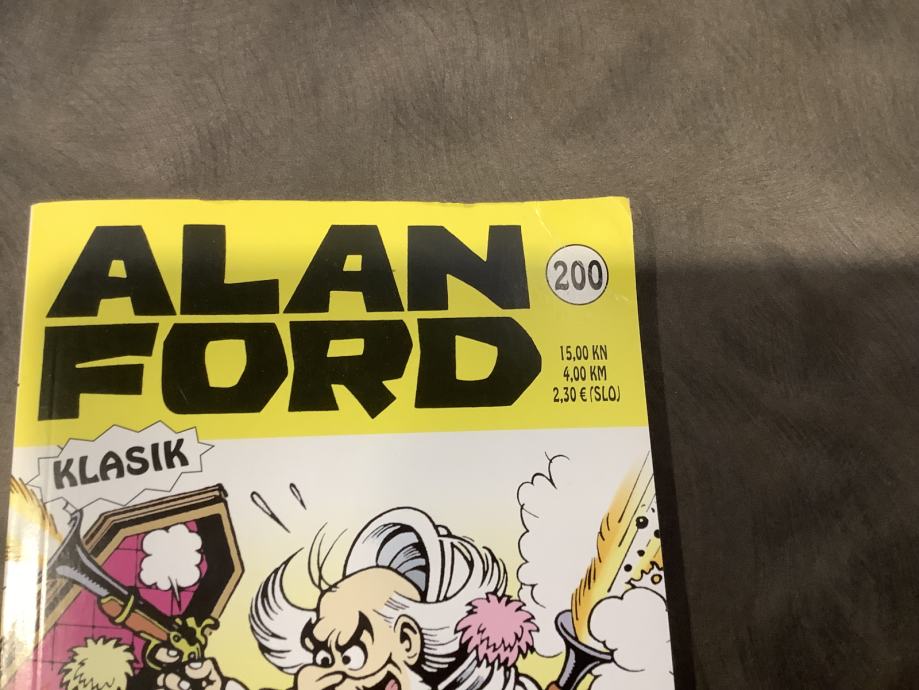 ALAN
FORD
200
15,00 KN
4,00 KM
2,30 € (SLO)
KLASIK